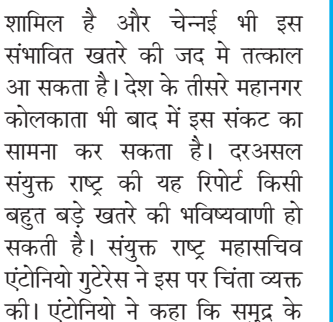 शामिल है और चेन्नई भी इस
संभावित खतरे की जद मे तत्काल
आ सकता है। देश के तीसरे महानगर
कोलकाता भी बाद में इस संकट का
सामना कर सकता है। दरअसल
संयुक्त राष्ट्र की यह रिपोर्ट किसी
बहुत बड़े खतरे की भविष्यवाणी हो
सकती है। संयुक्त राष्ट्र महासचिव
एंटोनियो गुटेरेस ने इस पर चिंता व्यक्त
की। एंटोनियो ने कहा कि समुद्र के